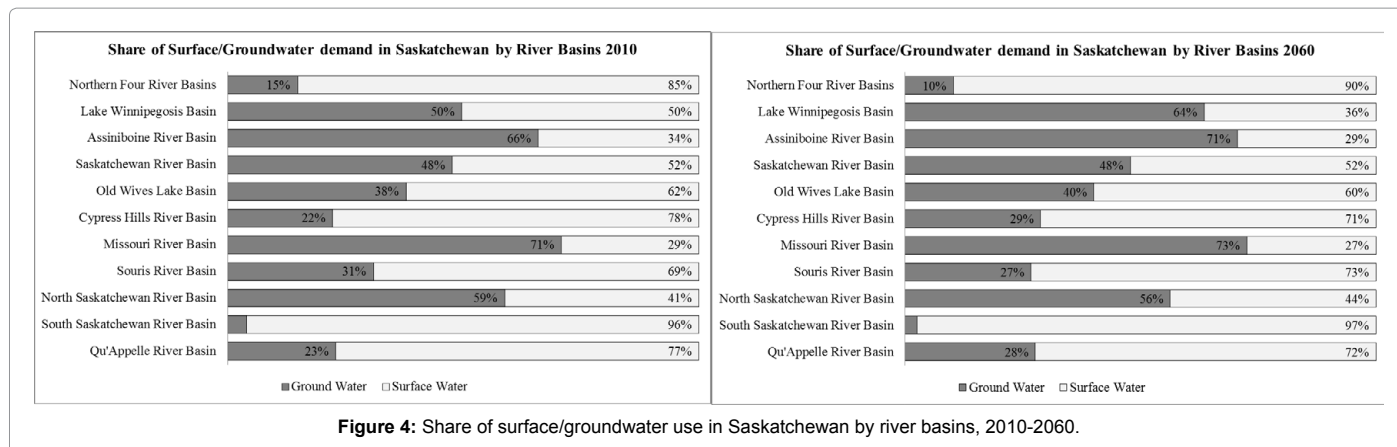 Share of Surface/Groundwater demand in Saskatchewan by River Basins 2010
Northern Four River Basins 15% 85%
Lake Winnipegosis Basin 50% 50%
Assiniboine River Basin 66% 34%
Saskatchewan River Basin 48% 52%
Old Wives Lake Basin 38% 62%
Cypress Hills River Basin 22% 78%
Missouri River Basin 71% 29%
Souris River Basin 31% 69%
North Saskatchewan River Basin 59% 41%
South Saskatchewan River Basin 96%
Qu'Appelle River Basin 23% 77%
Ground Water Surface Water
Share of Surface/Groundwater demand in Saskatchewan by River Basins 2060
Northern Four River Basins 10% 90%
Lake Winnipegosis Basin 64% 36%
Assiniboine River Basin 71% 29%
Saskatchewan River Basin 48% 52%
Old Wives Lake Basin 40% 60%
Cypress Hills River Basin 29% 71%
Missouri River Basin 73% 27%
Souris River Basin 27% 73%
North Saskatchewan River Basin 56% 44%
South Saskatchewan River Basin 97%
Qu'Appelle River Basin 28% 72%
Ground Water Surface Water
Figure 4: Share of surface/groundwater use in Saskatchewan by river basins, 2010-2060.